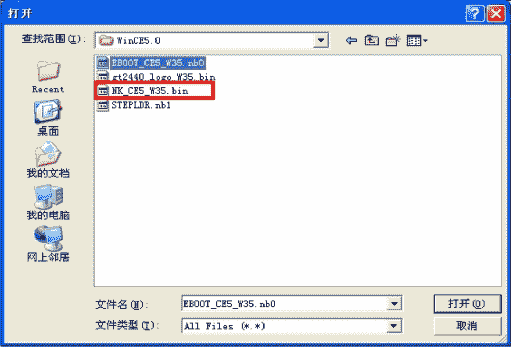 打开
查找范围(I):
WinCE5.0
EBOOT_CE5_W35.nb0
gt2440_logo_W35.bin
NK_CE5_W35.bin
STEPLDR.nb1
Recent
桌面
我的文档
我的电脑
网上邻居
文件名(N):
EBOOT_CE5_W35.nb0
打开(O)
文件类型(T):
All Files (*.*)
取消